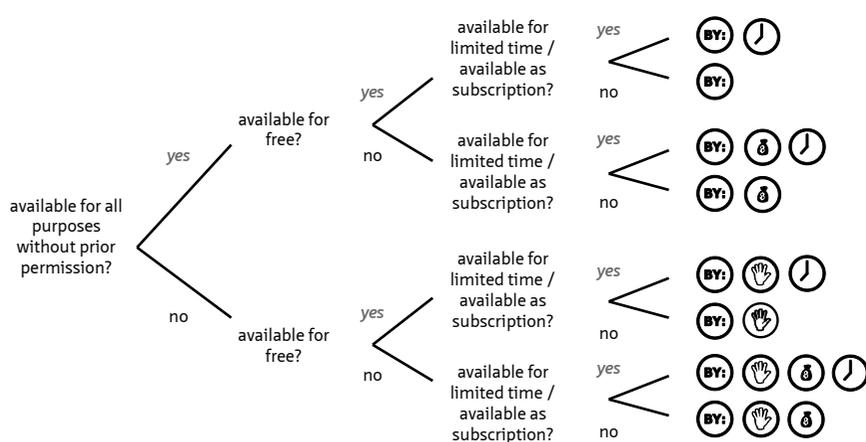 available for all
purposes
without prior
permission?
yes
no
available for
free?
yes
no
available for
limited time /
available as
subscription?
yes
no
BY:
BY:
available for
limited time /
available as
subscription?
yes
no
BY:
BY:
available for
free?
yes
no
available for
limited time /
available as
subscription?
yes
no
BY:
BY:
available for
limited time /
available as
subscription?
yes
no
BY:
BY: